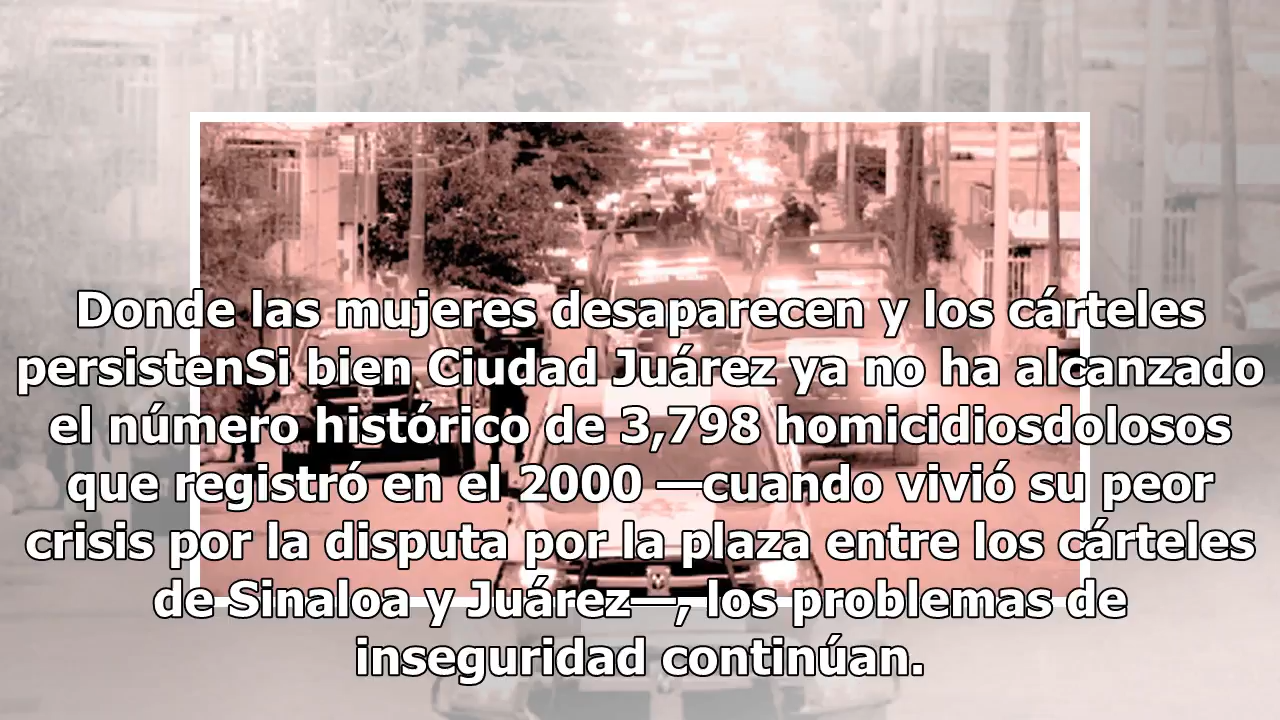 Donde las mujeres desaparecen y los cárteles
persistenSi bien Ciudad Juárez ya no ha alcanzado
el número histórico de 3,798 homicidiosdolosos
que registró en el 2000 —cuando vivió su peor
crisis por la disputa por la plaza entre los cárteles
de Sinaloa y Juárez—, los problemas de
inseguridad continúan.